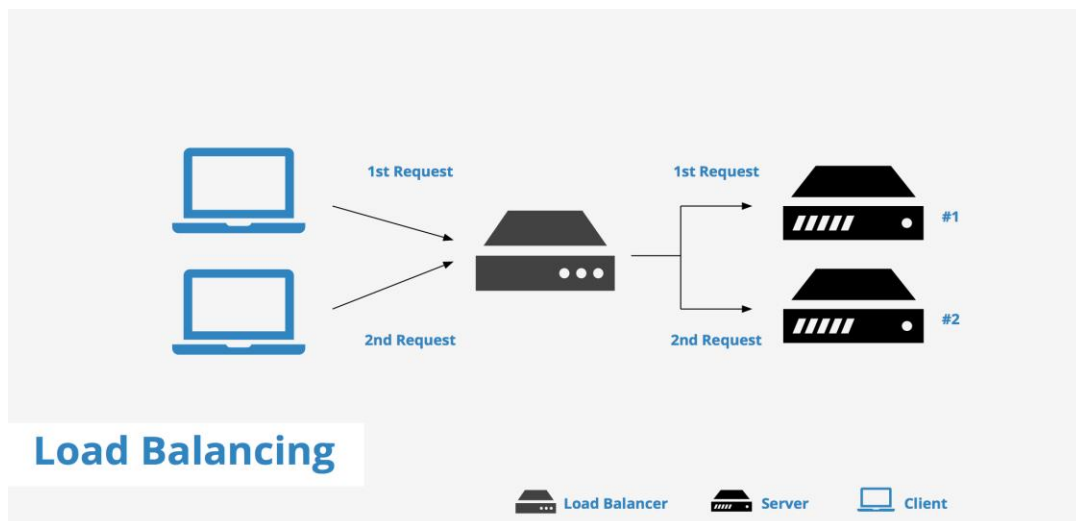 1st Request
1st Request
#1
#2
2nd Request
2nd Request
Load Balancing
Load Balancer
Server
Client